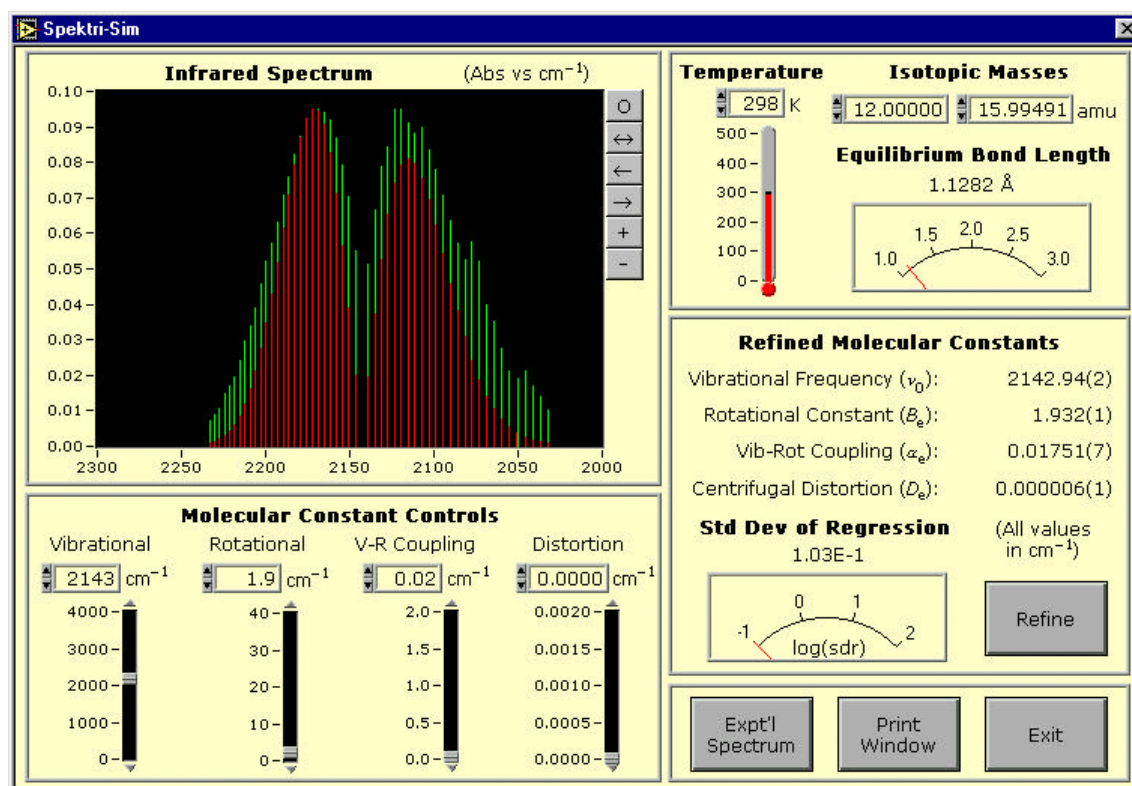 Spektri-Sim
Infrared Spectrum (Abs vs cm⁻¹)
0.10
0.09
0.08
0.07
0.06
0.05
0.04
0.03
0.02
0.01
0.00
2300 2250 2200 2150 2100 2050 2000
O
↔
←
→
+
-
Molecular Constant Controls
Vibrational Rotational V-R Coupling Distortion
2143 cm⁻¹ 1.9 cm⁻¹ 0.02 cm⁻¹ 0.0000 cm⁻¹
4000 40 2.0 0.0020
3000 30 1.5 0.0015
2000 20 1.0 0.0010
1000 10 0.5 0.0005
0 0 0.0 0.0000
Temperature Isotopic Masses
298 K 12.00000 15.99491 amu
500
400
300
200
100
0
Equilibrium Bond Length
1.1282 Å
1.0 1.5 2.0 2.5 3.0
Refined Molecular Constants
Vibrational Frequency (ν₀): 2142.94(2)
Rotational Constant (Bₑ): 1.932(1)
Vib-Rot Coupling (αₑ): 0.01751(7)
Centrifugal Distortion (Dₑ): 0.000006(1)
Std Dev of Regression (All values
1.03E-1 in cm⁻¹)
-1 0 1 2
log(sdr)
Refine
Expt'l
Spectrum
Print
Window
Exit